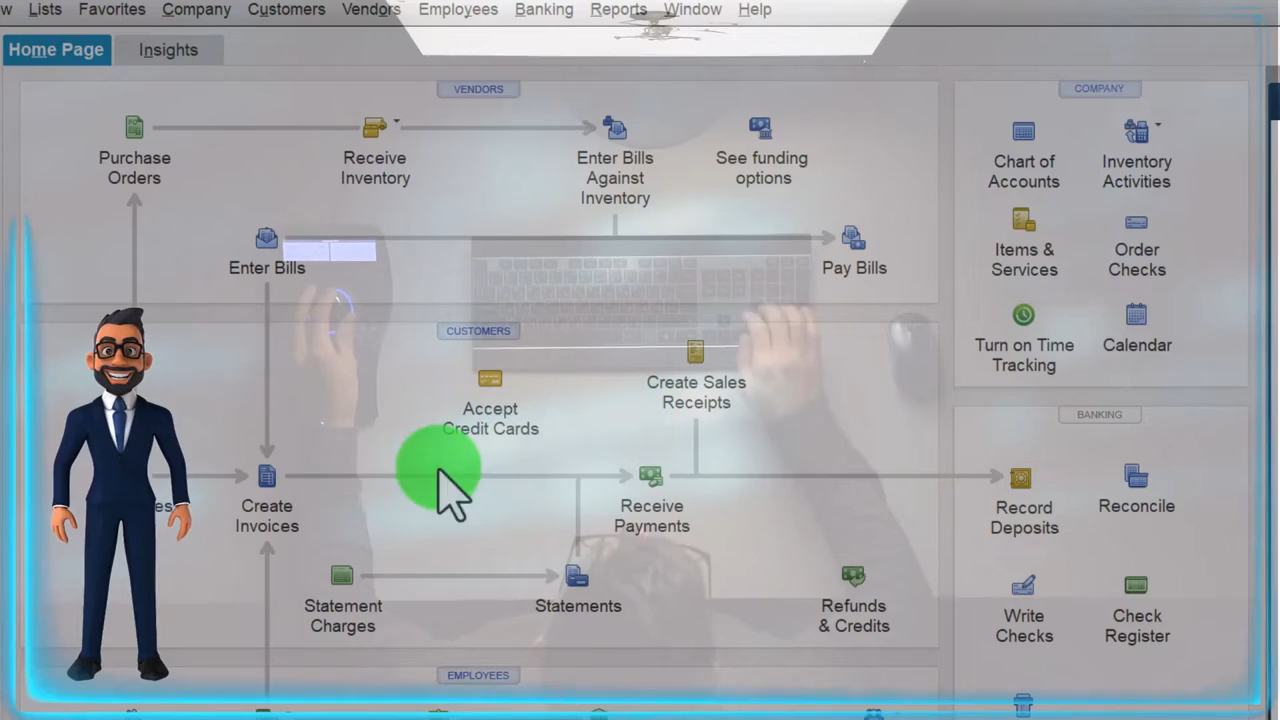 w Lists Favorites Company Customers Vendors Employees Banking Reports Window Help
Home Page Insights
VENDORS
Purchase
Orders
Receive
Inventory
Enter Bills
Against
Inventory
See funding
options
Enter Bills
Pay Bills
CUSTOMERS
Create Sales
Receipts
Accept
Credit Cards
es
Create
Invoices
Receive
Payments
Statement
Charges
Statements
Refunds
& Credits
EMPLOYEES
COMPANY
Chart of
Accounts
Inventory
Activities
Items &
Services
Order
Checks
Turn on Time
Tracking
Calendar
BANKING
Record
Deposits
Reconcile
Write
Checks
Check
Register